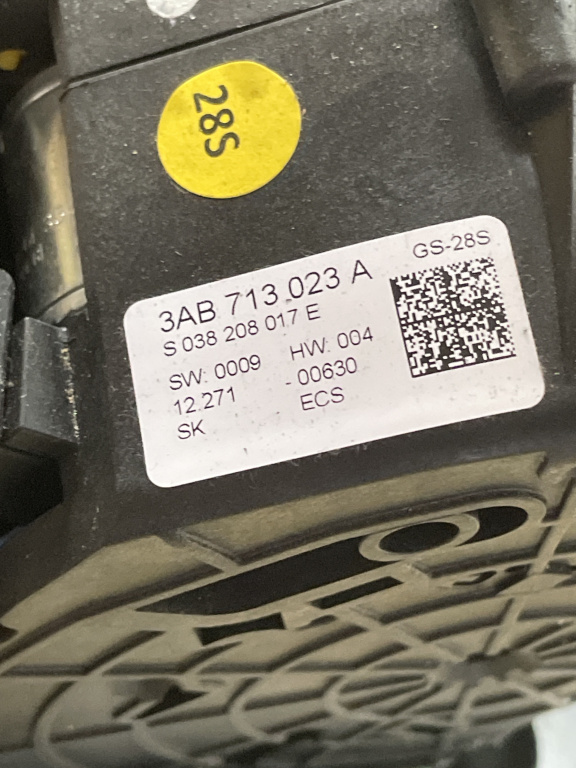 28S
GS-28S
3AB 713 023 A
S 038 208 017 E
SW: 0009 HW: 004
12.271 - 00630
SK ECS